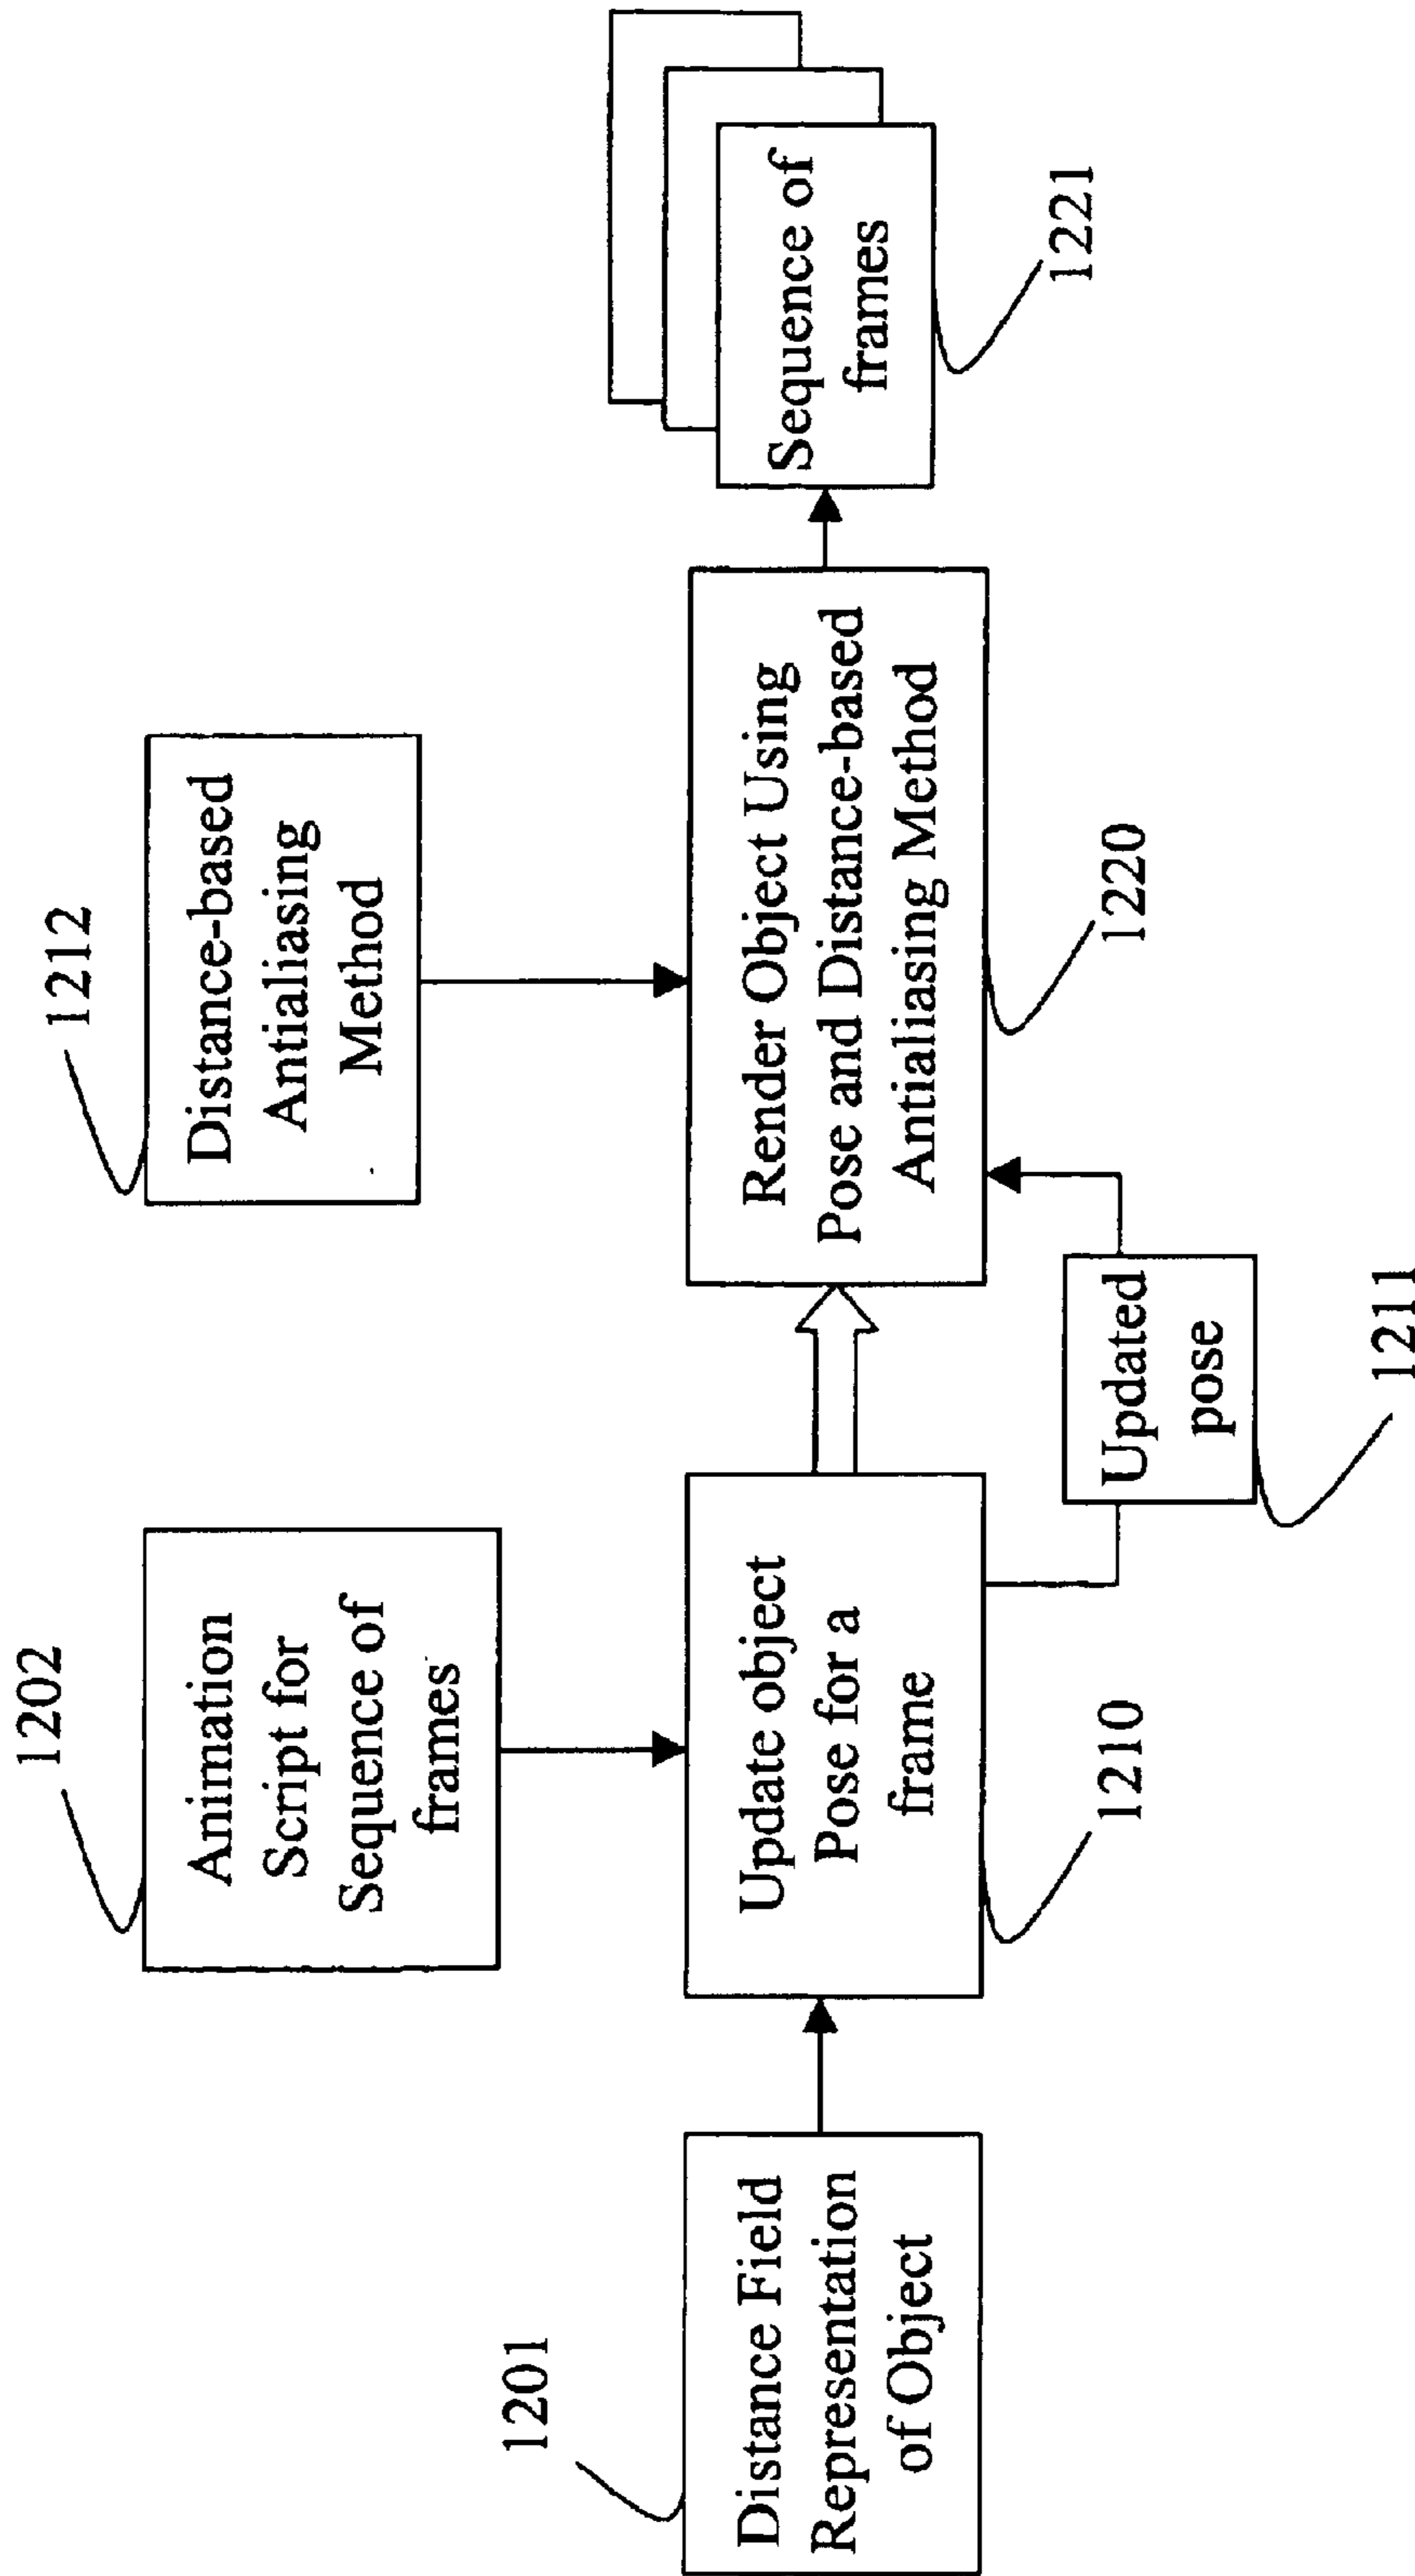 1201
Distance Field
Representation
of Object
1202
Animation
Script for
Sequence of
frames
Update object
Pose for a
frame
1210
Updated
pose
1211
1212
Distance-based
Antialiasing
Method
Render Object Using
Pose and Distance-based
Antialiasing Method
1220
Sequence of
frames
1221